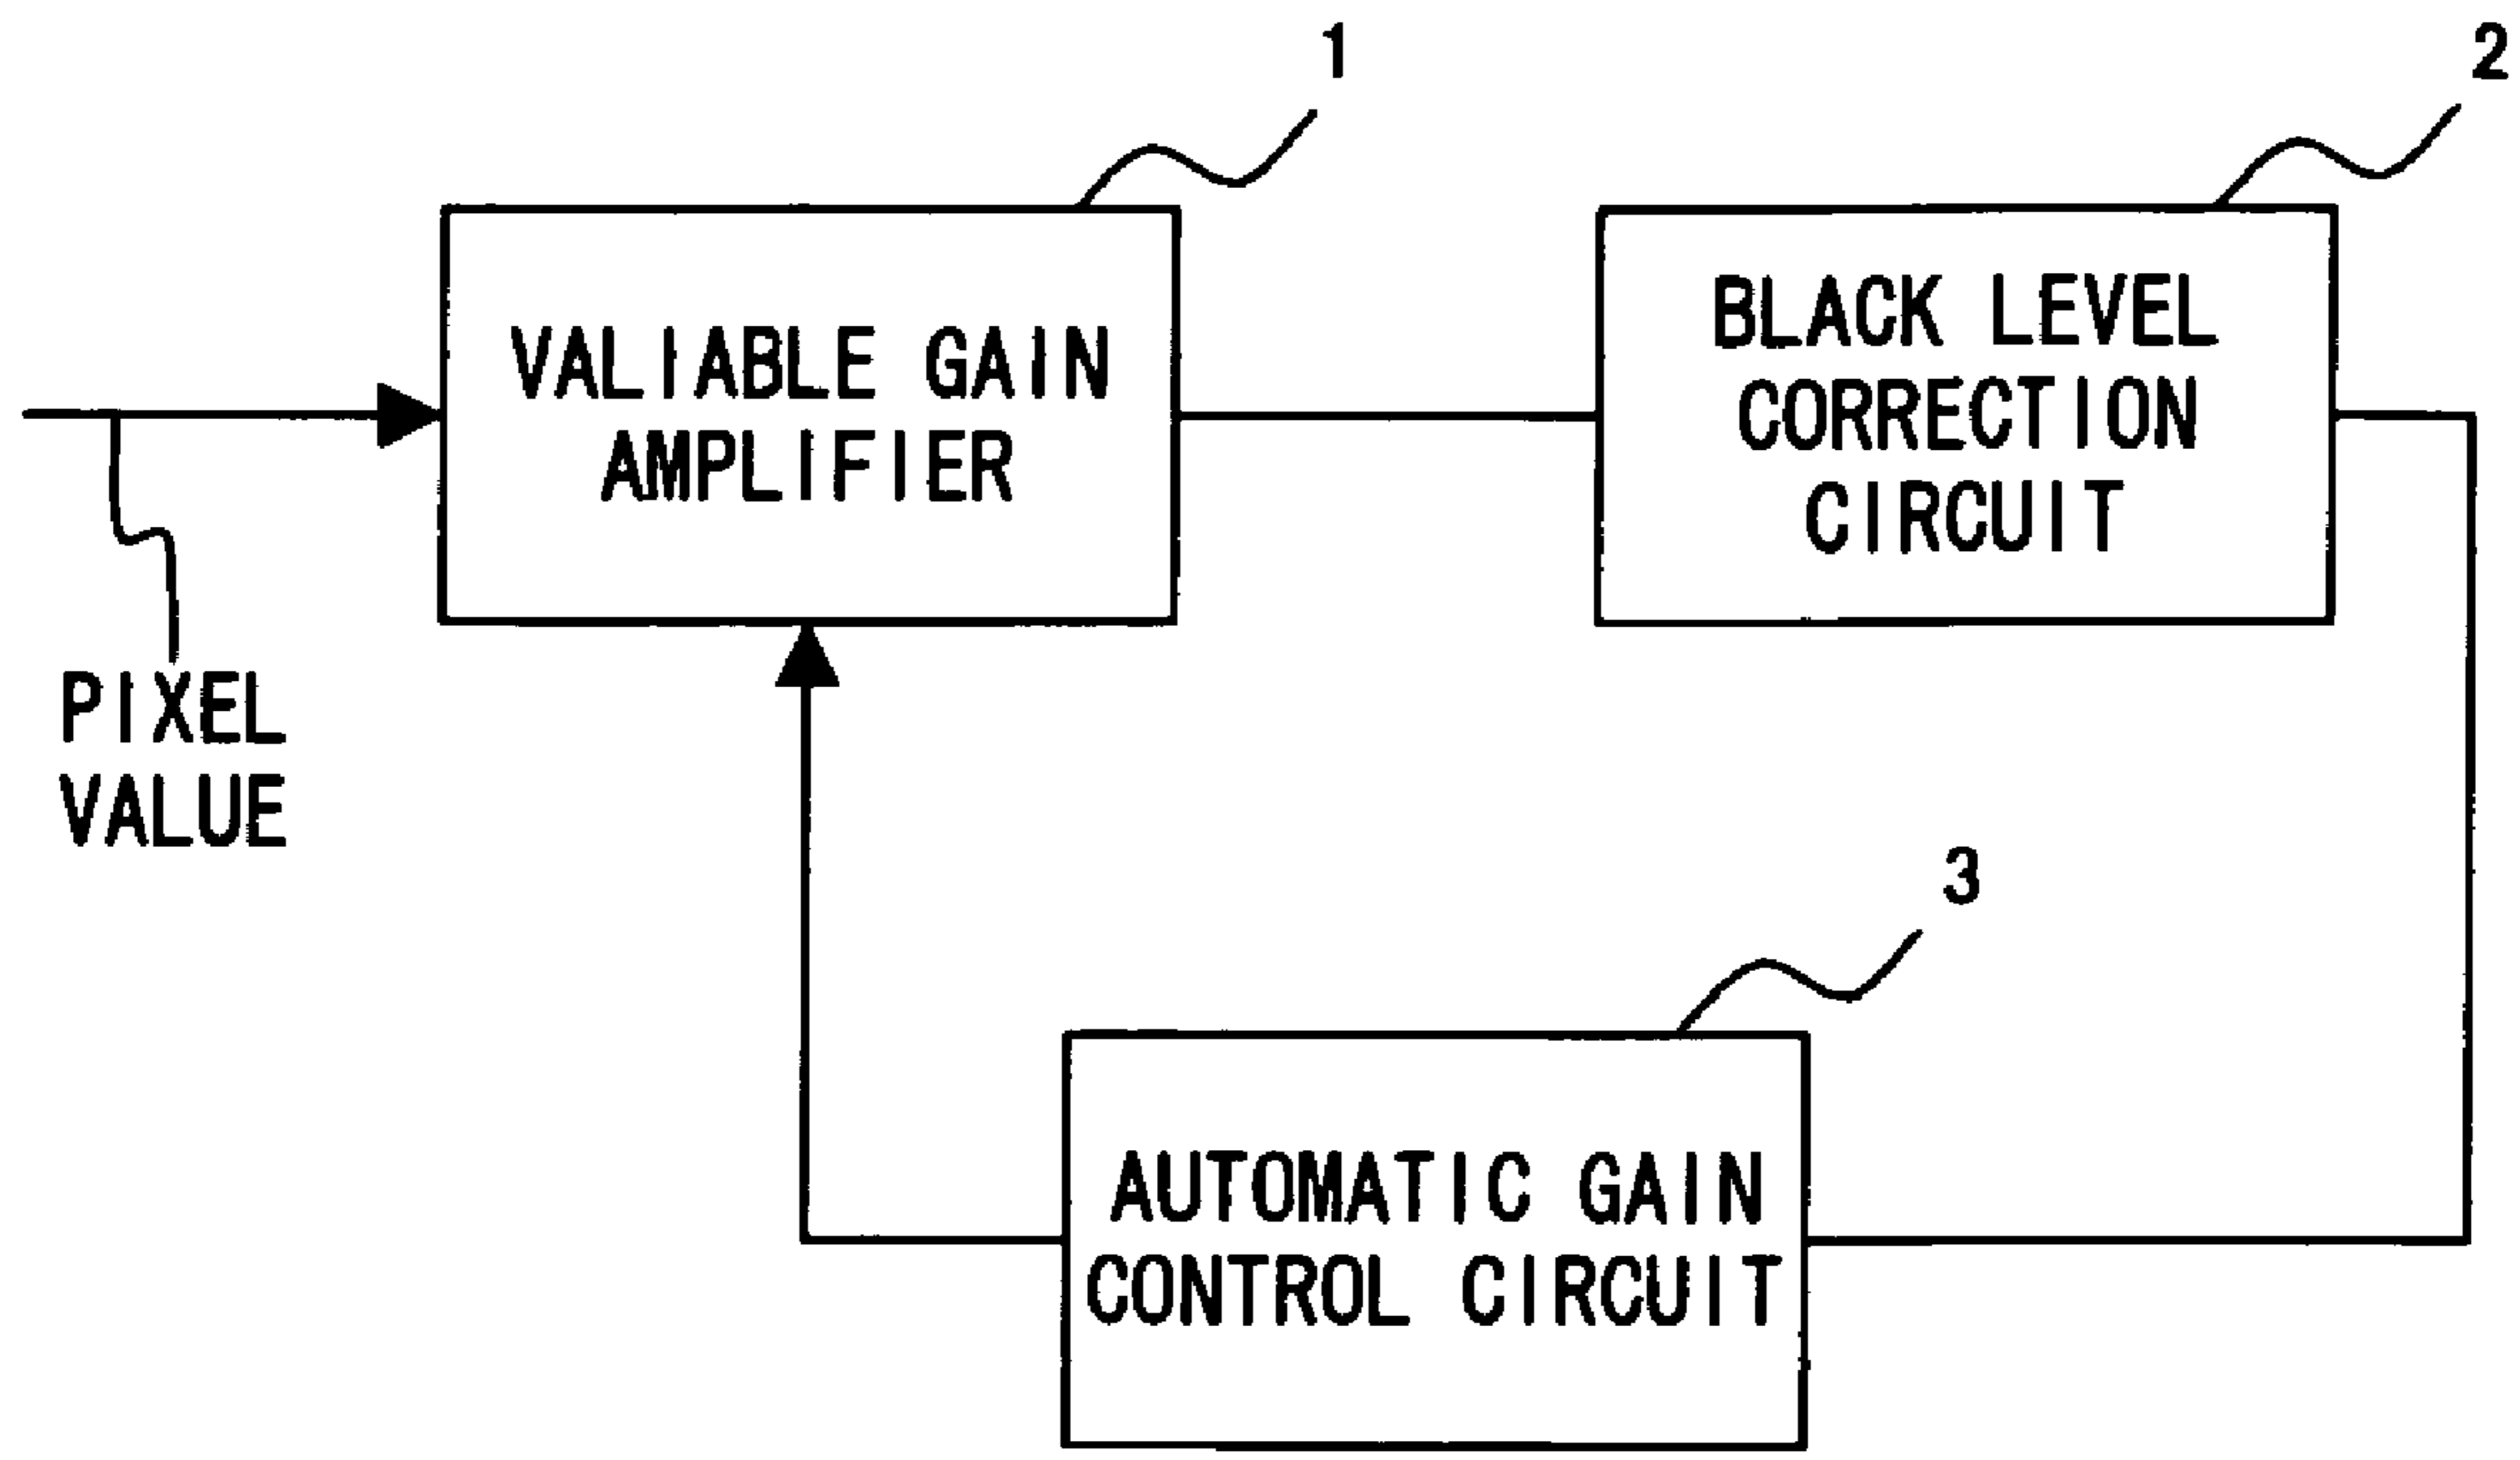 1
2
VALIABLE GAIN
AMPLIFIER
BLACK LEVEL
CORRECTION
CIRCUIT
PIXEL
VALUE
3
AUTOMATIC GAIN
CONTROL CIRCUIT